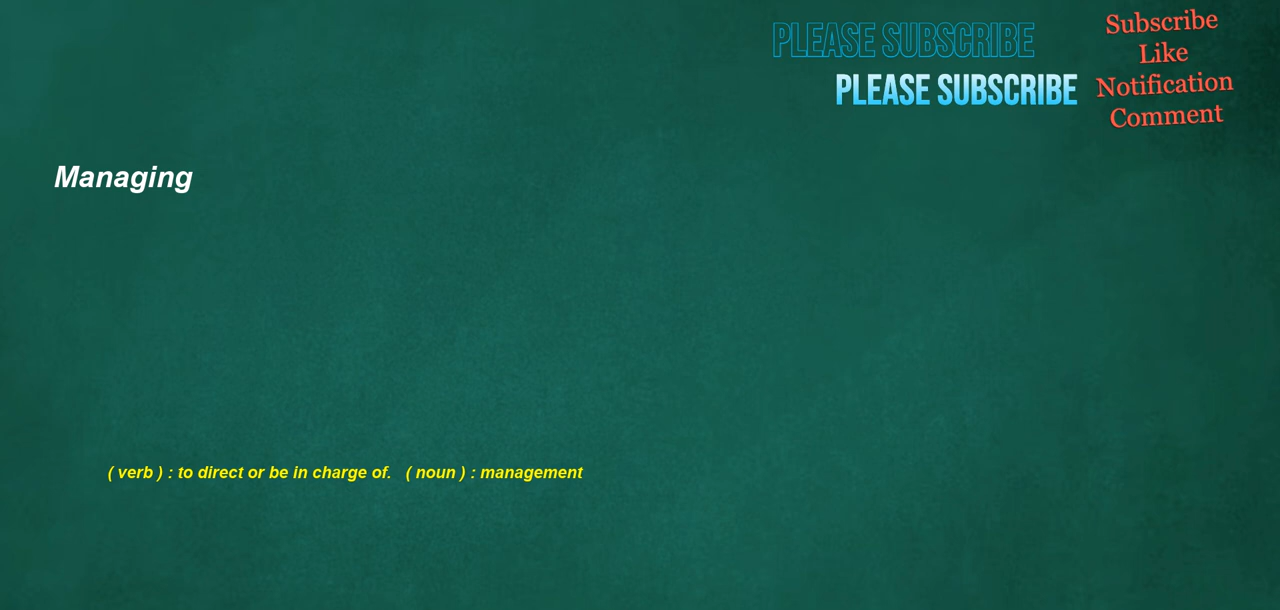 PLEASE SUBSCRIBE
PLEASE SUBSCRIBE
Subscribe
Like
Notification
Comment
Managing
( verb ) : to direct or be in charge of. ( noun ) : management